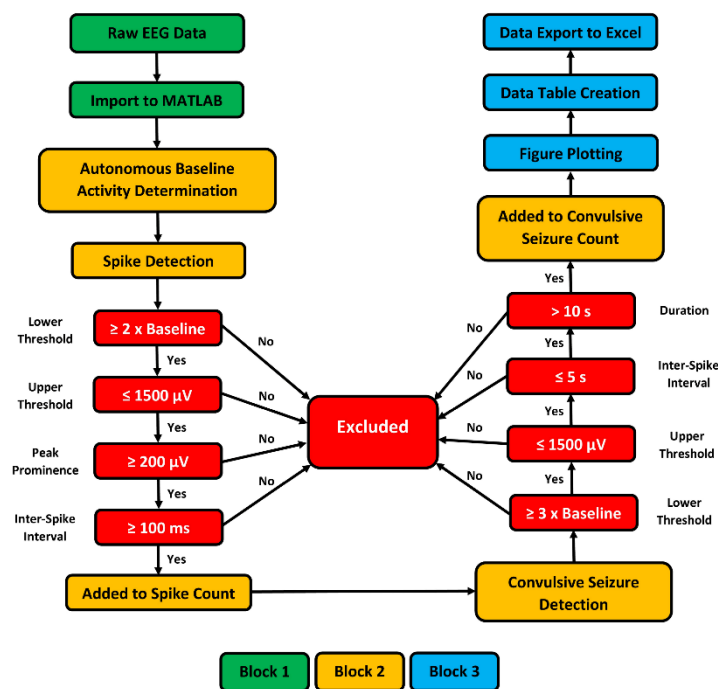 Raw EEG Data
Import to MATLAB
Autonomous Baseline
Activity Determination
Spike Detection
Lower
Threshold
≥ 2 x Baseline
No
Yes
Upper
Threshold
≤ 1500 µV
No
Yes
Peak
Prominence
≥ 200 µV
No
Yes
Inter-Spike
Interval
≥ 100 ms
No
Yes
Added to Spike Count
Excluded
Data Export to Excel
Data Table Creation
Figure Plotting
Added to Convulsive
Seizure Count
Yes
No
> 10 s
Duration
Yes
No
≤ 5 s
Inter-Spike
Interval
Yes
No
≤ 1500 µV
Upper
Threshold
Yes
No
≥ 3 x Baseline
Lower
Threshold
Convulsive Seizure
Detection
Block 1
Block 2
Block 3